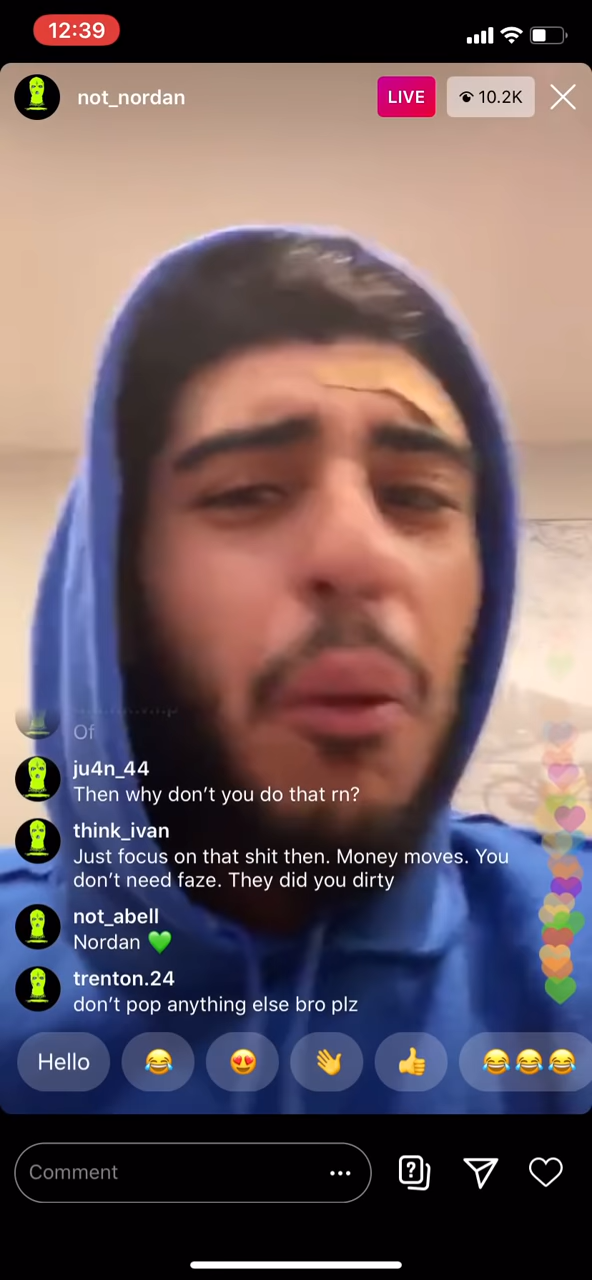 12:39
not_nordan
LIVE
10.2K
Of
ju4n_44
Then why don’t you do that rn?
think_ivan
Just focus on that shit then. Money moves. You
don’t need faze. They did you dirty
not_abell
Nordan 💚
trenton.24
don’t pop anything else bro plz
Hello
Comment